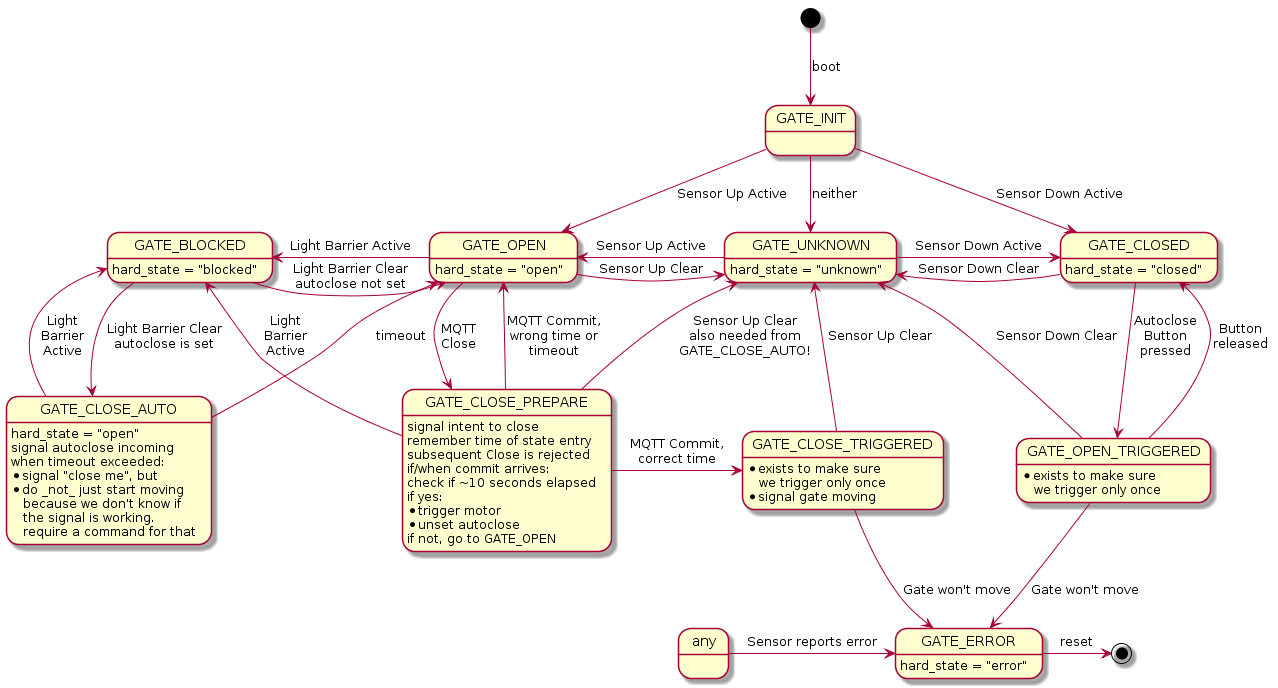 boot
GATE_INIT
Sensor Up Active
neither
Sensor Down Active
GATE_BLOCKED
hard_state = "blocked"
Light Barrier Active
Light Barrier Clear
autoclose not set
GATE_OPEN
hard_state = "open"
Sensor Up Active
Sensor Up Clear
GATE_UNKNOWN
hard_state = "unknown"
Sensor Down Active
Sensor Down Clear
GATE_CLOSED
hard_state = "closed"
Light
Barrier
Active
Light Barrier Clear
autoclose is set
Light
Barrier
Active
timeout
MQTT
Close
MQTT Commit,
wrong time or
timeout
Sensor Up Clear
also needed from
GATE_CLOSE_AUTO!
Sensor Up Clear
Sensor Down Clear
Autoclose
Button
pressed
Button
released
GATE_CLOSE_AUTO
hard_state = "open"
signal autoclose incoming
when timeout exceeded:
• signal "close me", but
• do _not_ just start moving
because we don't know if
the signal is working.
require a command for that
GATE_CLOSE_PREPARE
signal intent to close
remember time of state entry
subsequent Close is rejected
if/when commit arrives:
check if ~10 seconds elapsed
if yes:
• trigger motor
• unset autoclose
if not, go to GATE_OPEN
MQTT Commit,
correct time
GATE_CLOSE_TRIGGERED
• exists to make sure
we trigger only once
• signal gate moving
GATE_OPEN_TRIGGERED
• exists to make sure
we trigger only once
Gate won't move
Gate won't move
any
Sensor reports error
GATE_ERROR
hard_state = "error"
reset